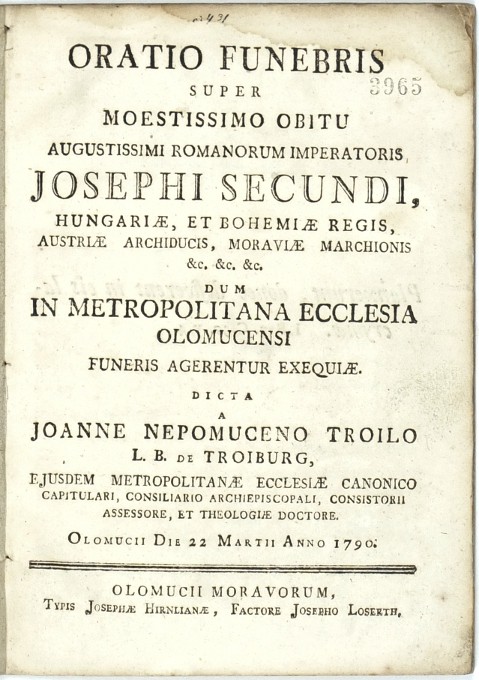 ORATIO FUNEBRIS
SUPER
3965
MOESTISSIMO OBITU
AUGUSTISSIMI ROMANORUM IMPERATORIS,
JOSEPHI SECUNDI,
HUNGARIÆ, ET BOHEMIÆ REGIS,
AUSTRIÆ ARCHIDUCIS, MORAVIÆ MARCHIONIS
&c. &c. &c.
DUM
IN METROPOLITANA ECCLESIA
OLOMUCENSI
FUNERIS AGERENTUR EXEQUIÆ.
DICTA
A
JOANNE NEPOMUCENO TROILO
L. B. DE TROIBURG,
EJUSDEM METROPOLITANÆ ECCLESIÆ CANONICO
CAPITULARI, CONSILIARIO ARCHIEPISCOPALI, CONSISTORII
ASSESSORE, ET THEOLOGIÆ DOCTORE.
OLOMUCII DIE 22 MARTII ANNO 1790.
OLOMUCII MORAVORUM,
TYPIS JOSEPHÆ HIRNLIANÆ, FACTORE JOSEPHO LOSERTH,